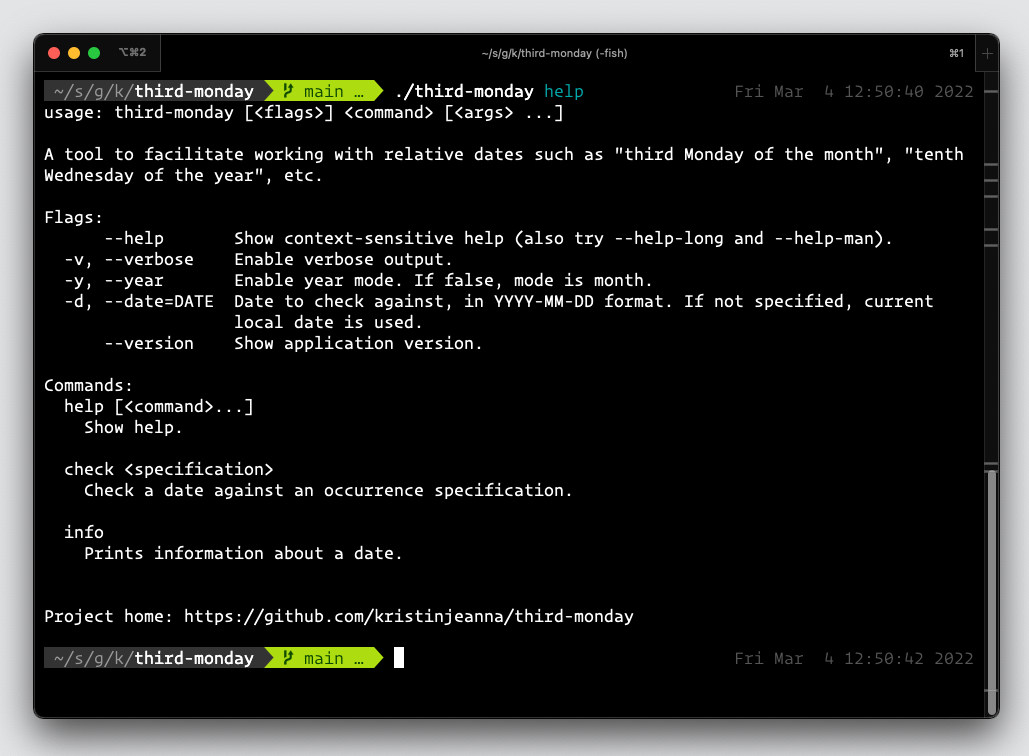 ⌥⌘2 ~/s/g/k/third-monday (-fish) ⌘1 +
~/s/g/k/third-monday main … ./third-monday help Fri Mar  4 12:50:40 2022
usage: third-monday [<flags>] <command> [<args> ...]
A tool to facilitate working with relative dates such as "third Monday of the month", "tenth
Wednesday of the year", etc.
Flags:
      --help       Show context-sensitive help (also try --help-long and --help-man).
  -v, --verbose    Enable verbose output.
  -y, --year       Enable year mode. If false, mode is month.
  -d, --date=DATE  Date to check against, in YYYY-MM-DD format. If not specified, current
                   local date is used.
      --version    Show application version.
Commands:
  help [<command>...]
    Show help.
  check <specification>
    Check a date against an occurrence specification.
  info
    Prints information about a date.
Project home: https://github.com/kristinjeanna/third-monday
~/s/g/k/third-monday main … Fri Mar  4 12:50:42 2022